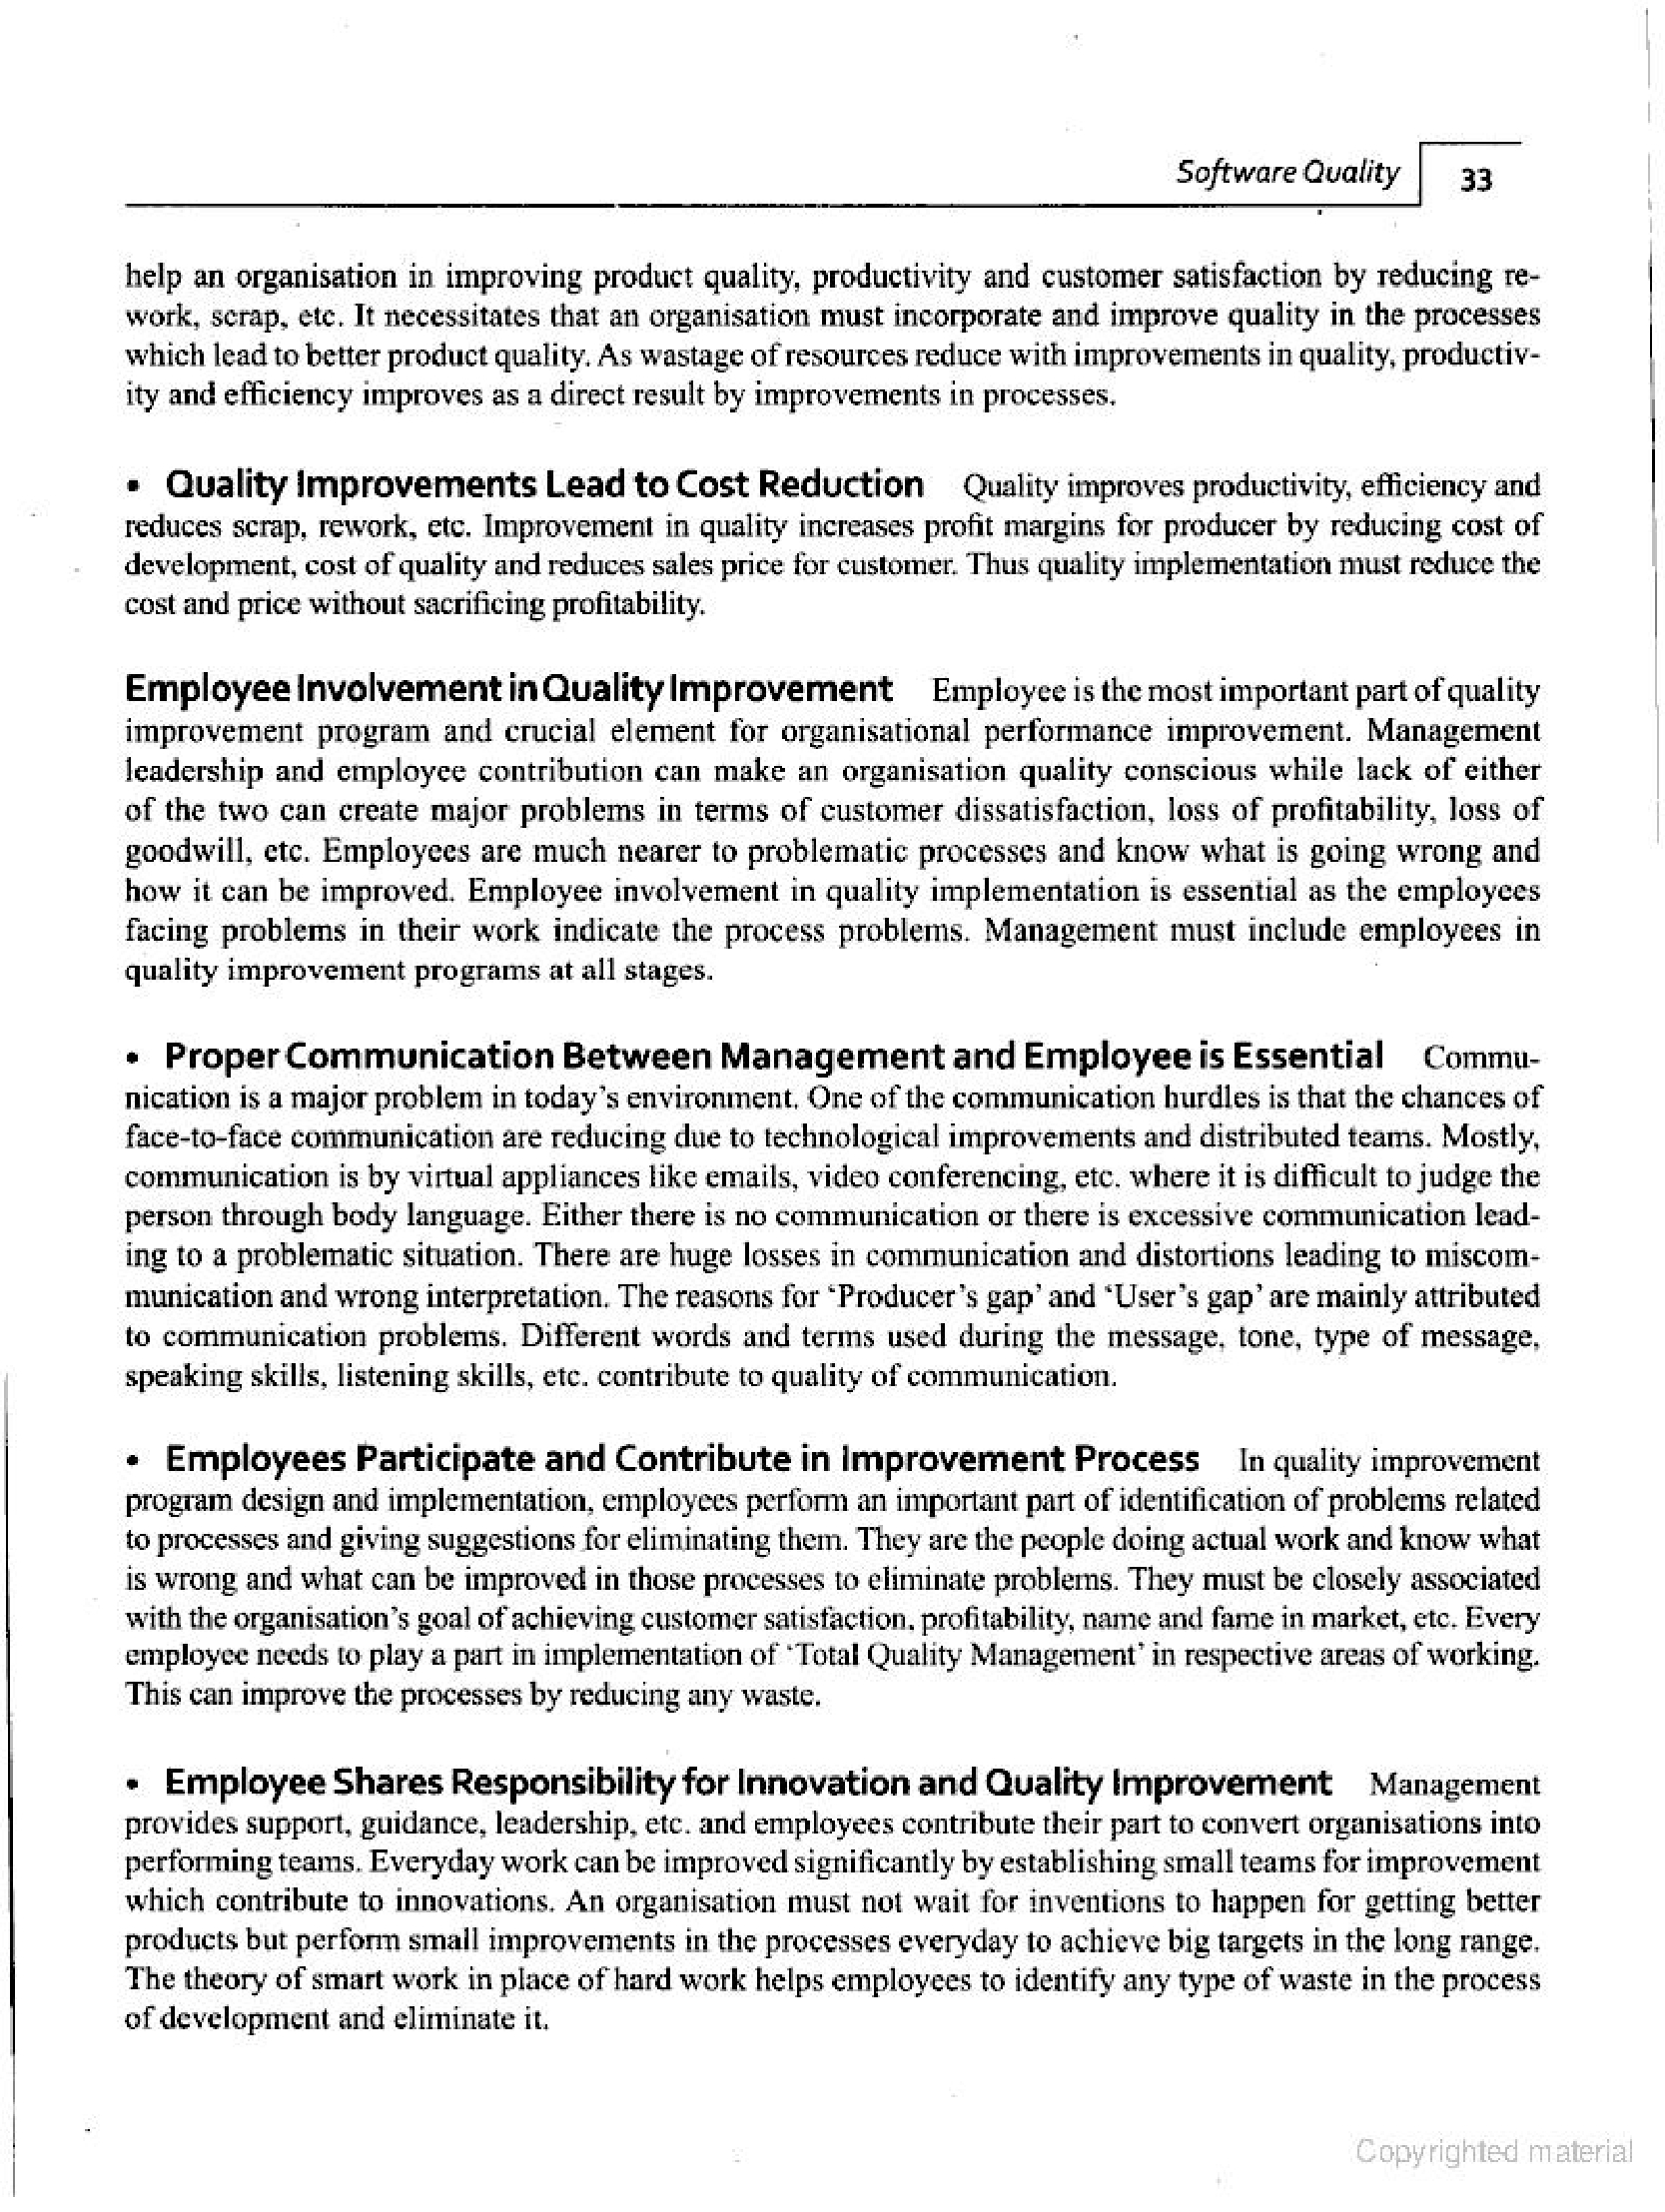 Software Quality 33
help an organisation in improving product quality, productivity and customer satisfaction by reducing re-
work, scrap, etc. It necessitates that an organisation must incorporate and improve quality in the processes
which lead to better product quality. As wastage of resources reduce with improvements in quality, productiv-
ity and efficiency improves as a direct result by improvements in processes.
• Quality Improvements Lead to Cost Reduction Quality improves productivity, efficiency and
reduces scrap, rework, etc. Improvement in quality increases profit margins for producer by reducing cost of
development, cost of quality and reduces sales price for customer. Thus quality implementation must reduce the
cost and price without sacrificing profitability.
Employee Involvement in Quality Improvement Employee is the most important part of quality
improvement program and crucial element for organisational performance improvement. Management
leadership and employee contribution can make an organisation quality conscious while lack of either
of the two can create major problems in terms of customer dissatisfaction, loss of profitability, loss of
goodwill, etc. Employees are much nearer to problematic processes and know what is going wrong and
how it can be improved. Employee involvement in quality implementation is essential as the employees
facing problems in their work indicate the process problems. Management must include employees in
quality improvement programs at all stages.
• Proper Communication Between Management and Employee is Essential Commu-
nication is a major problem in today's environment. One of the communication hurdles is that the chances of
face-to-face communication are reducing due to technological improvements and distributed teams. Mostly,
communication is by virtual appliances like emails, video conferencing, etc. where it is difficult to judge the
person through body language. Either there is no communication or there is excessive communication lead-
ing to a problematic situation. There are huge losses in communication and distortions leading to miscom-
munication and wrong interpretation. The reasons for 'Producer's gap' and 'User's gap' are mainly attributed
to communication problems. Different words and terms used during the message, tone, type of message,
speaking skills, listening skills, etc. contribute to quality of communication.
• Employees Participate and Contribute in Improvement Process In quality improvement
program design and implementation, employees perform an important part of identification of problems related
to processes and giving suggestions for eliminating them. They are the people doing actual work and know what
is wrong and what can be improved in those processes to eliminate problems. They must be closely associated
with the organisation's goal of achieving customer satisfaction, profitability, name and fame in market, etc. Every
employee needs to play a part in implementation of 'Total Quality Management' in respective areas of working.
This can improve the processes by reducing any waste.
• Employee Shares Responsibility for Innovation and Quality Improvement Management
provides support, guidance, leadership, etc. and employees contribute their part to convert organisations into
performing teams. Everyday work can be improved significantly by establishing small teams for improvement
which contribute to innovations. An organisation must not wait for inventions to happen for getting better
products but perform small improvements in the processes everyday to achieve big targets in the long range.
The theory of smart work in place of hard work helps employees to identify any type of waste in the process
of development and eliminate it.
Copyrighted material